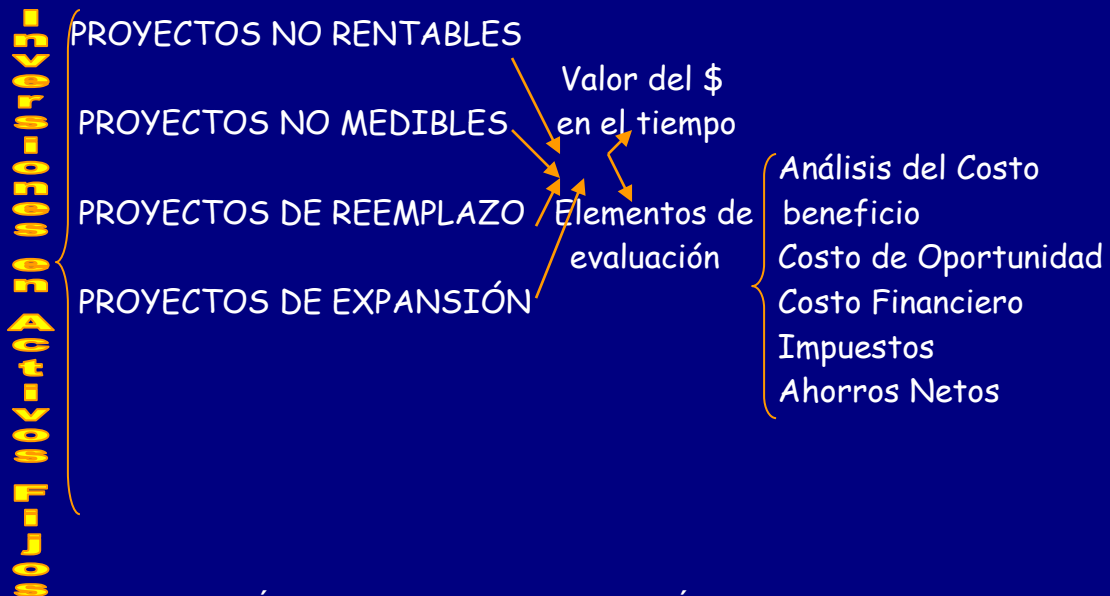 Inversiones en Activos Fijos
PROYECTOS NO RENTABLES
PROYECTOS NO MEDIBLES
PROYECTOS DE REEMPLAZO
PROYECTOS DE EXPANSIÓN
Valor del $
en el tiempo
Elementos de
evaluación
Análisis del Costo
beneficio
Costo de Oportunidad
Costo Financiero
Impuestos
Ahorros Netos